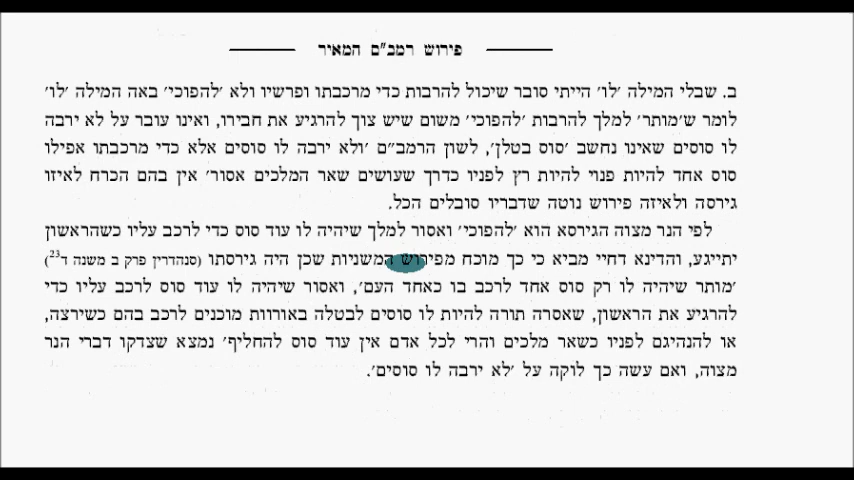 פירוש רמב"ם המאיר
ב. שבלי המילה 'לו' הייתי סובר שיכול להרבות כדי מרכבתו ופרשיו ולא 'להפוכי' באה המילה 'לו'
לומר ש'מותר' למלך להרבות 'להפוכי' משום שיש צוך להרגיע את חבירו, ואינו עובר על לא ירבה
לו סוסים שאינו נחשב 'סוס בטלן', לשון הרמב"ם 'ולא ירבה לו סוסים אלא כדי מרכבתו אפילו
סוס אחד להיות פנוי להיות רץ לפניו כדרך שעושים שאר המלכים אסור' אין בהם הכרח לאיזו
גירסה ולאיזה פירוש נוטה שדבריו סובלים הכל.
לפי הנר מצוה הגירסא הוא 'להפוכי' ואסור למלך שיהיה לו עוד סוס כדי לרכב עליו כשהראשון
יתייגע, והדינא דחיי מביא כי כך מוכח מפירוש המשניות שכן היה גירסתו (סנהדרין פרק ב משנה ד23)
'מותר שיהיה לו רק סוס אחד לרכב בו כאחד העם', ואסור שיהיה לו עוד סוס לרכב עליו כדי
להרגיע את הראשון, שאסרה תורה להיות לו סוסים לבטלה באורוות מוכנים לרכב בהם כשירצה,
או להנהיגם לפניו כשאר מלכים והרי לכל אדם אין עוד סוס להחליף' נמצא שצדקו דברי הנר
מצוה, ואם עשה כך לוקה על 'לא ירבה לו סוסים'.